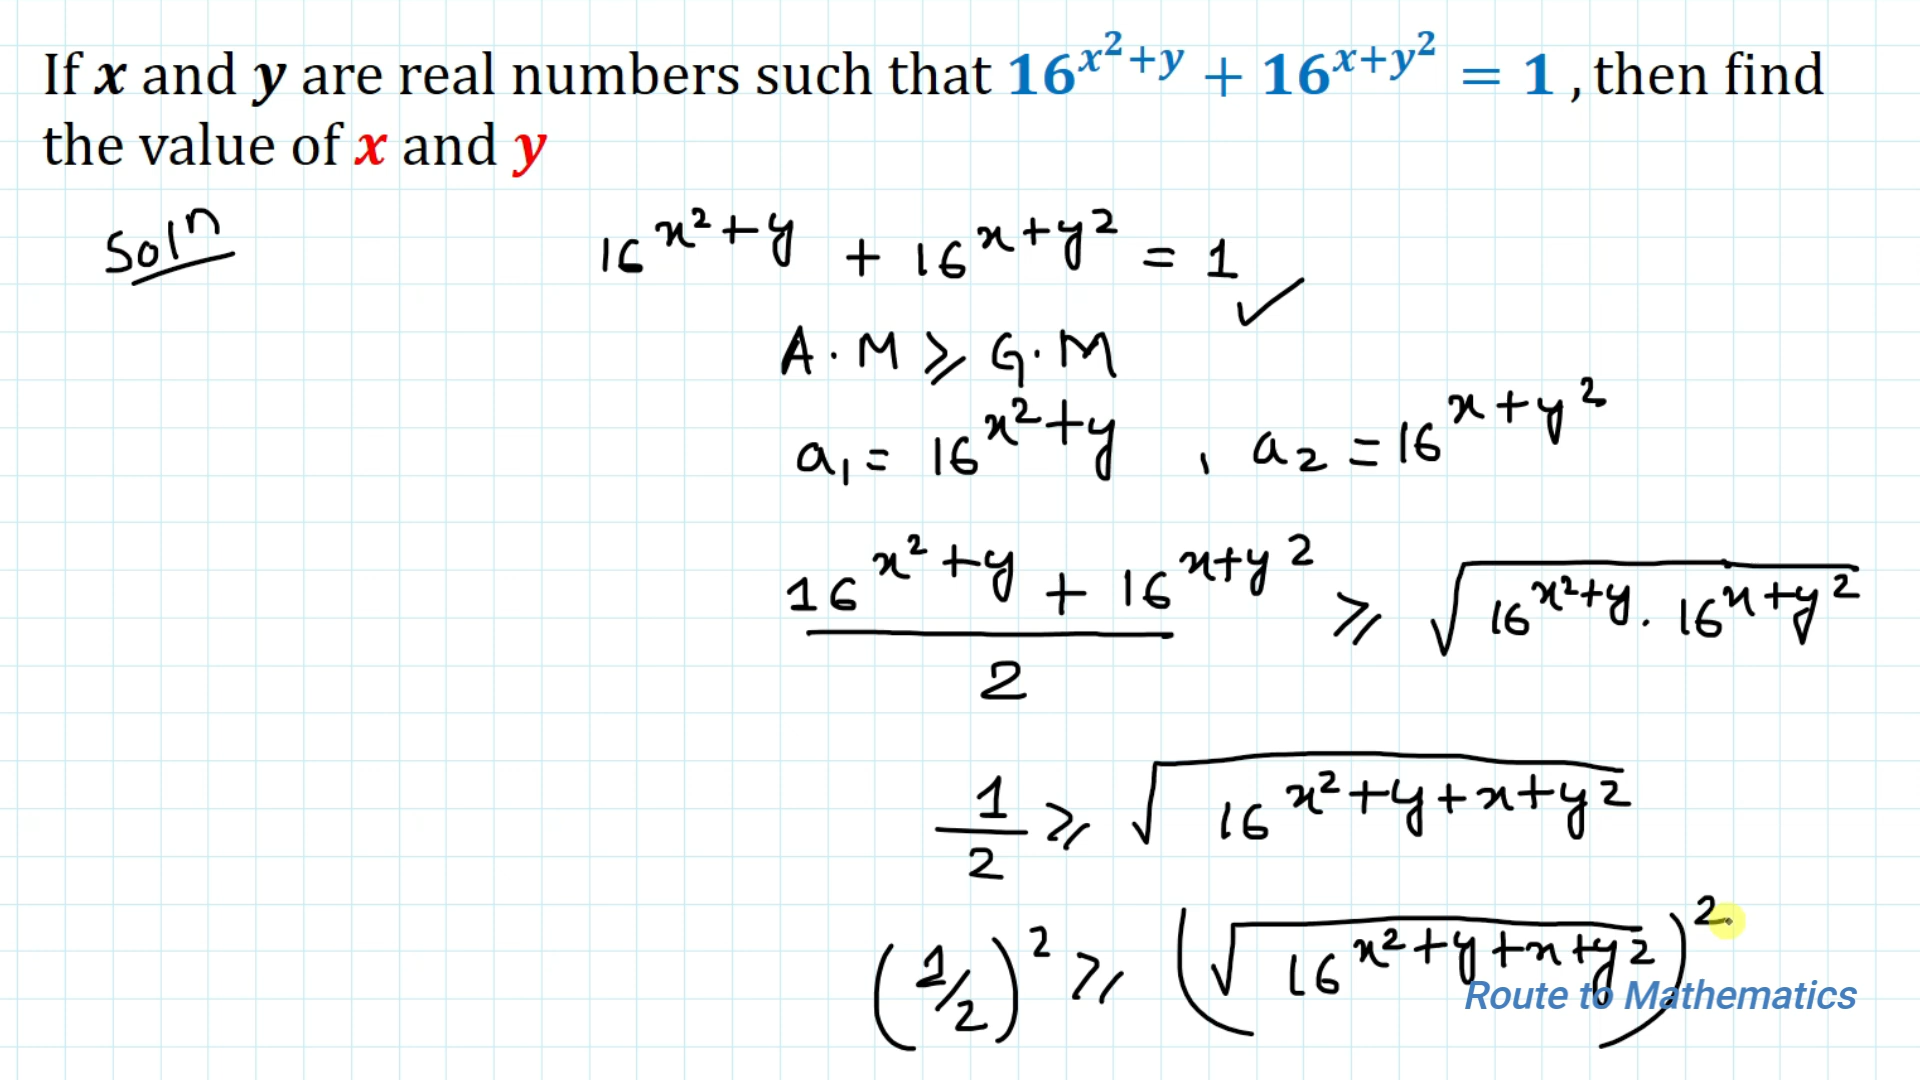 If x and y are real numbers such that 16^{x²+y} + 16^{x+y²} = 1 , then find
the value of x and y
Solⁿ
16^{x²+y} + 16^{x+y²} = 1 ✓
A.M ⩾ G.M
a₁ = 16^{x²+y} , a₂ = 16^{x+y²}
(16^{x²+y} + 16^{x+y²})/2 ⩾ √(16^{x²+y} . 16^{x+y²})
1/2 ⩾ √(16^{x²+y+x+y²})
(1/2)² ⩾ (√(16^{x²+y+x+y²}))²
Route to Mathematics